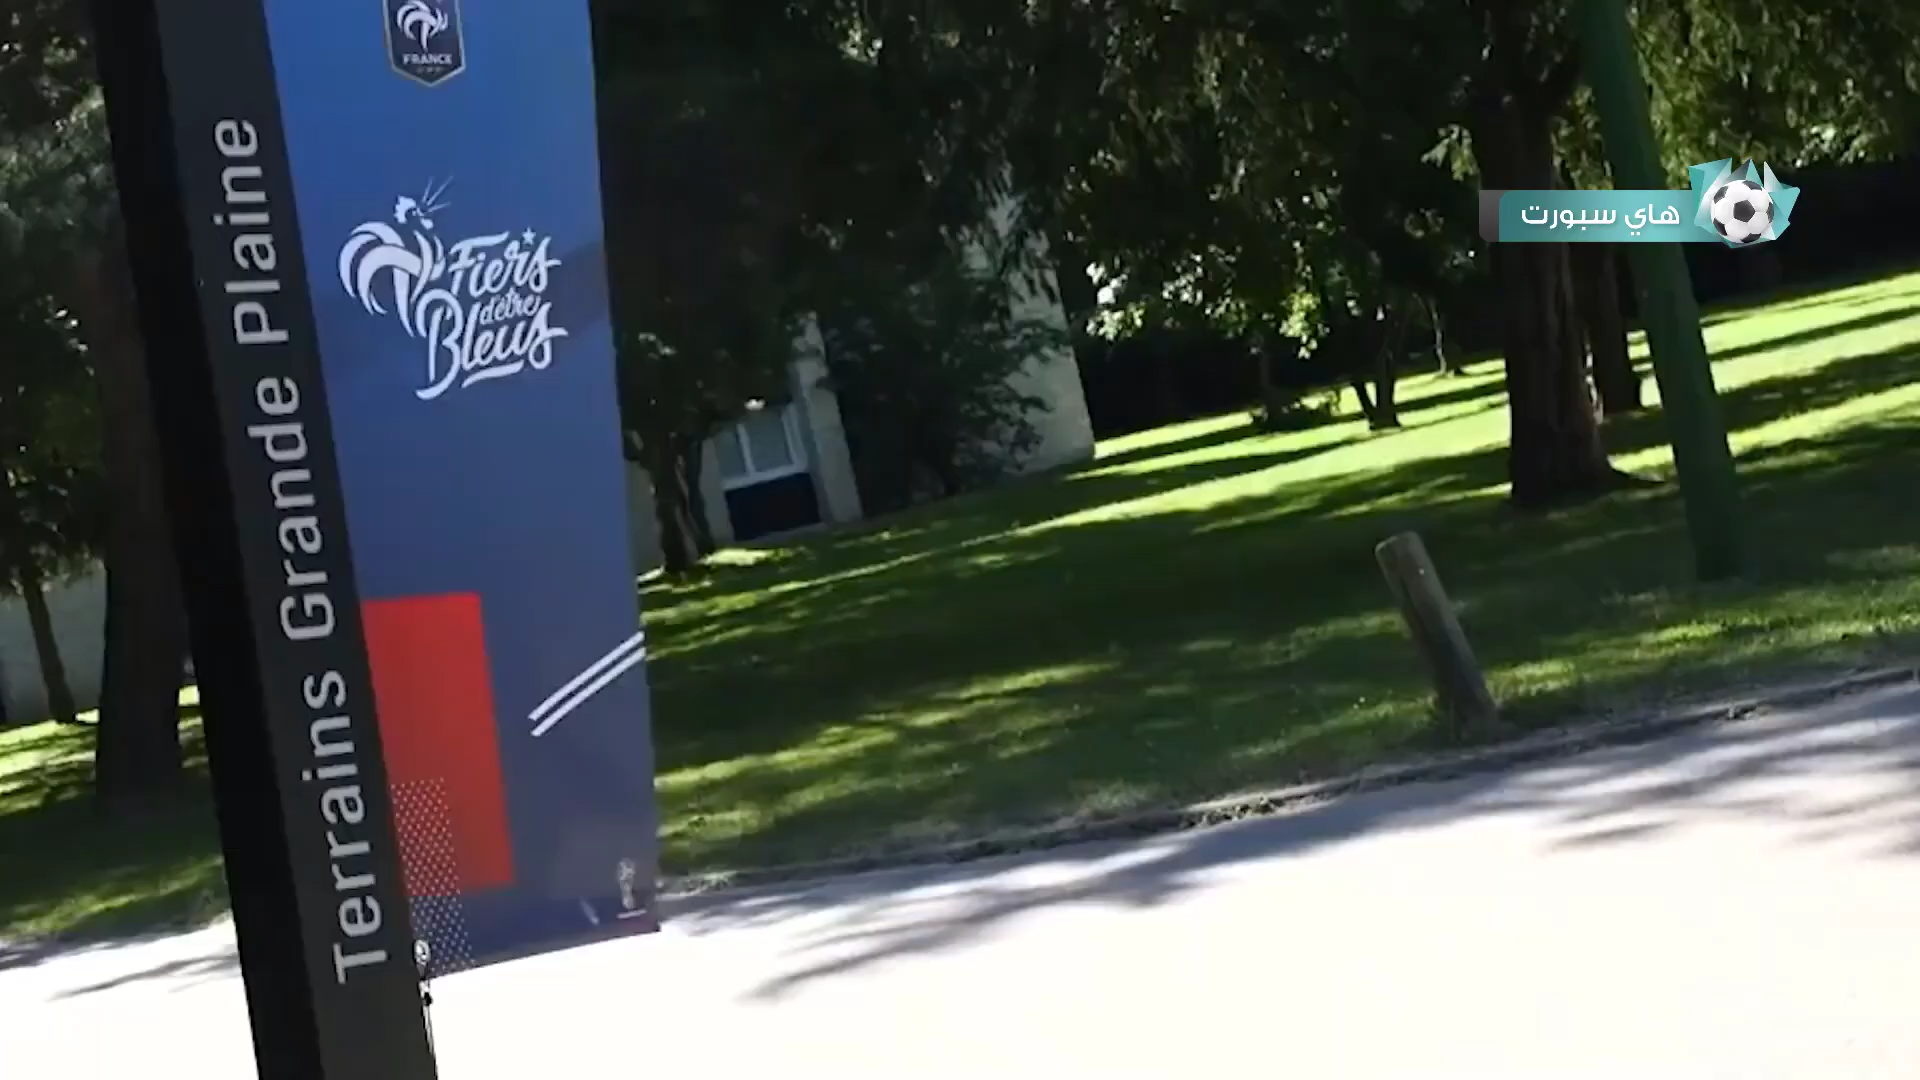 FRANCE
Fiers
d'être
Bleus
Terrains Grande Plaine
هاي سبورت